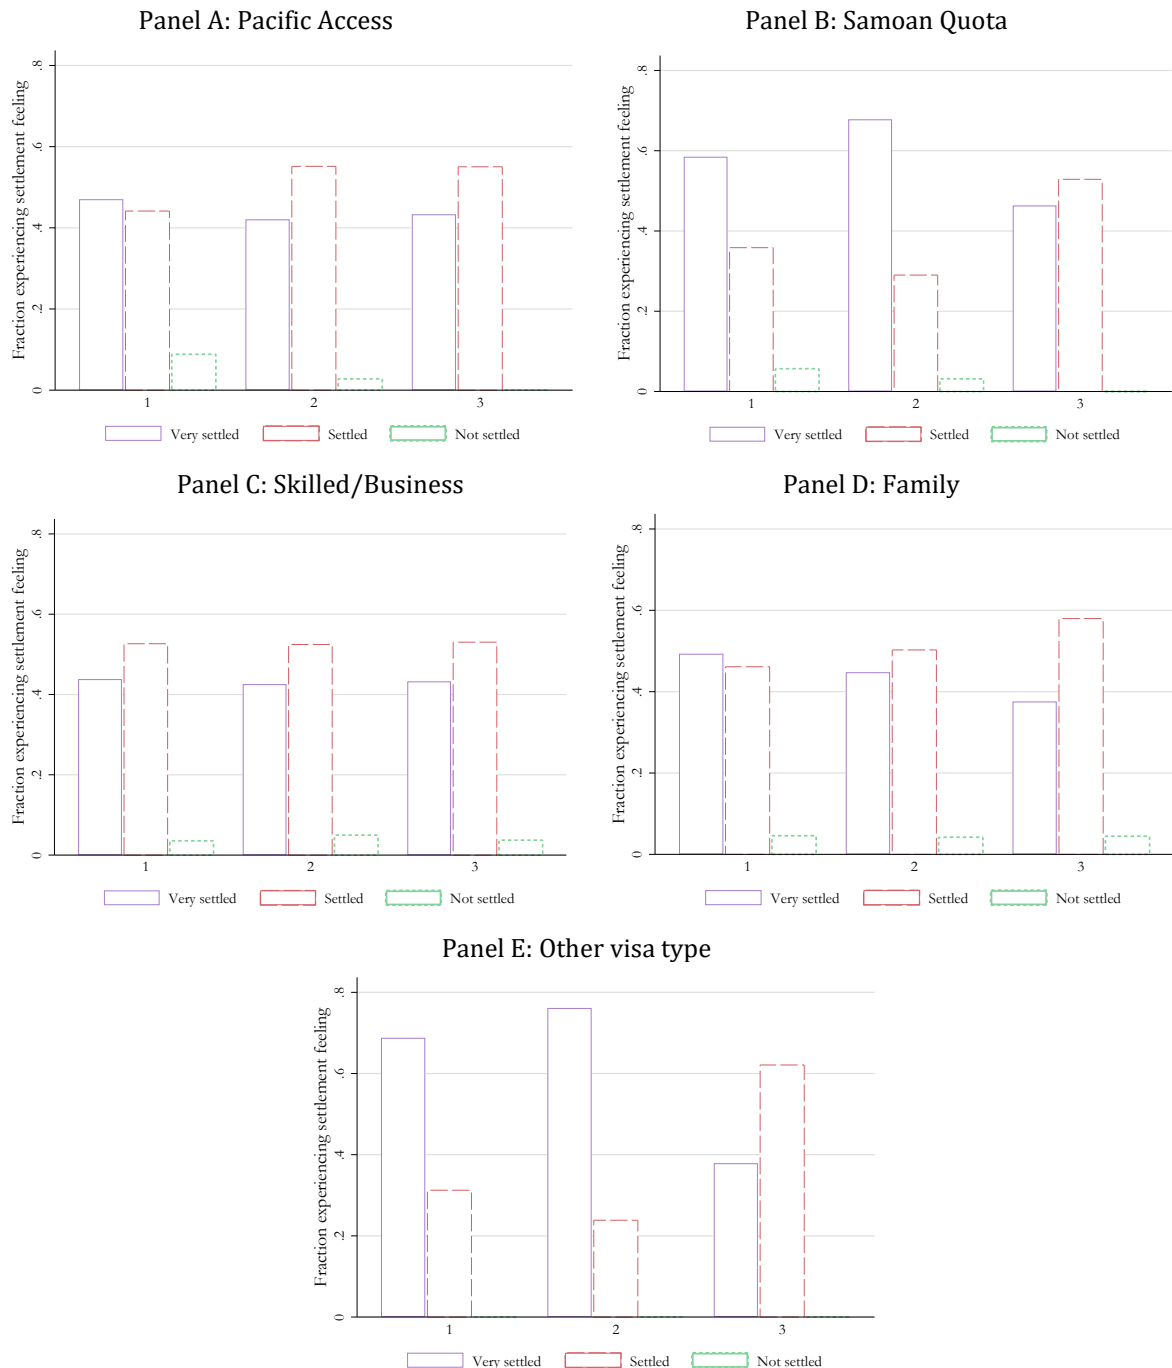 Panel A: Pacific Access
Fraction experiencing settlement feeling
.8
.6
.4
.2
0
1 2 3
Very settled Settled Not settled
Panel B: Samoan Quota
Fraction experiencing settlement feeling
.8
.6
.4
.2
0
1 2 3
Very settled Settled Not settled
Panel C: Skilled/Business
Fraction experiencing settlement feeling
.8
.6
.4
.2
0
1 2 3
Very settled Settled Not settled
Panel D: Family
Fraction experiencing settlement feeling
.8
.6
.4
.2
0
1 2 3
Very settled Settled Not settled
Panel E: Other visa type
Fraction experiencing settlement feeling
.8
.6
.4
.2
0
1 2 3
Very settled Settled Not settled